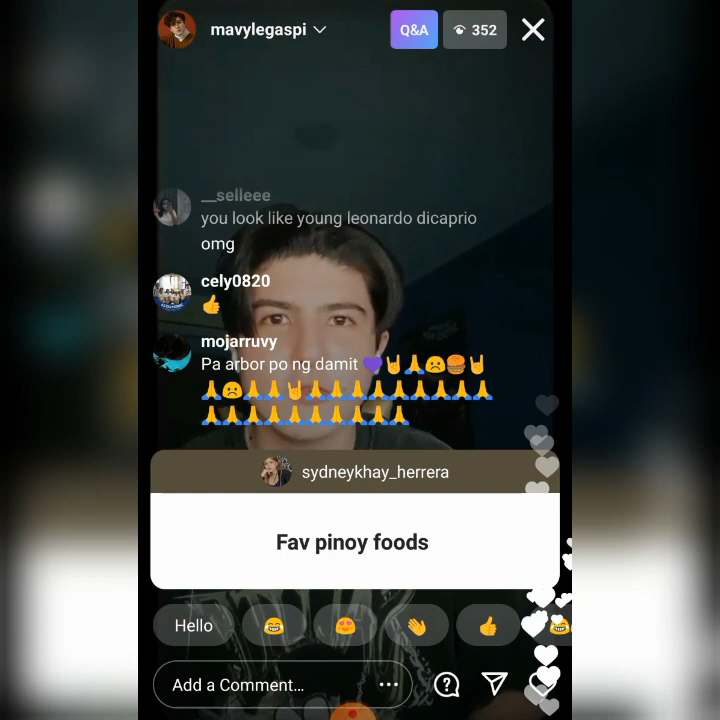 mavylegaspi
Q&A
352
__selleee
you look like young leonardo dicaprio
omg
cely0820
👍
mojarruvy
Pa arbor po ng damit 💜🤘🙏☹️🍔🤘
🙏☹️🙏🙏🤘🙏🙏🙏🙏🙏🙏🙏🙏🙏
🙏🙏🙏🙏🙏🙏🙏🙏🙏🙏
sydneykhay_herrera
Fav pinoy foods
Hello 😂 😍 👋 👍 😂
Add a Comment...